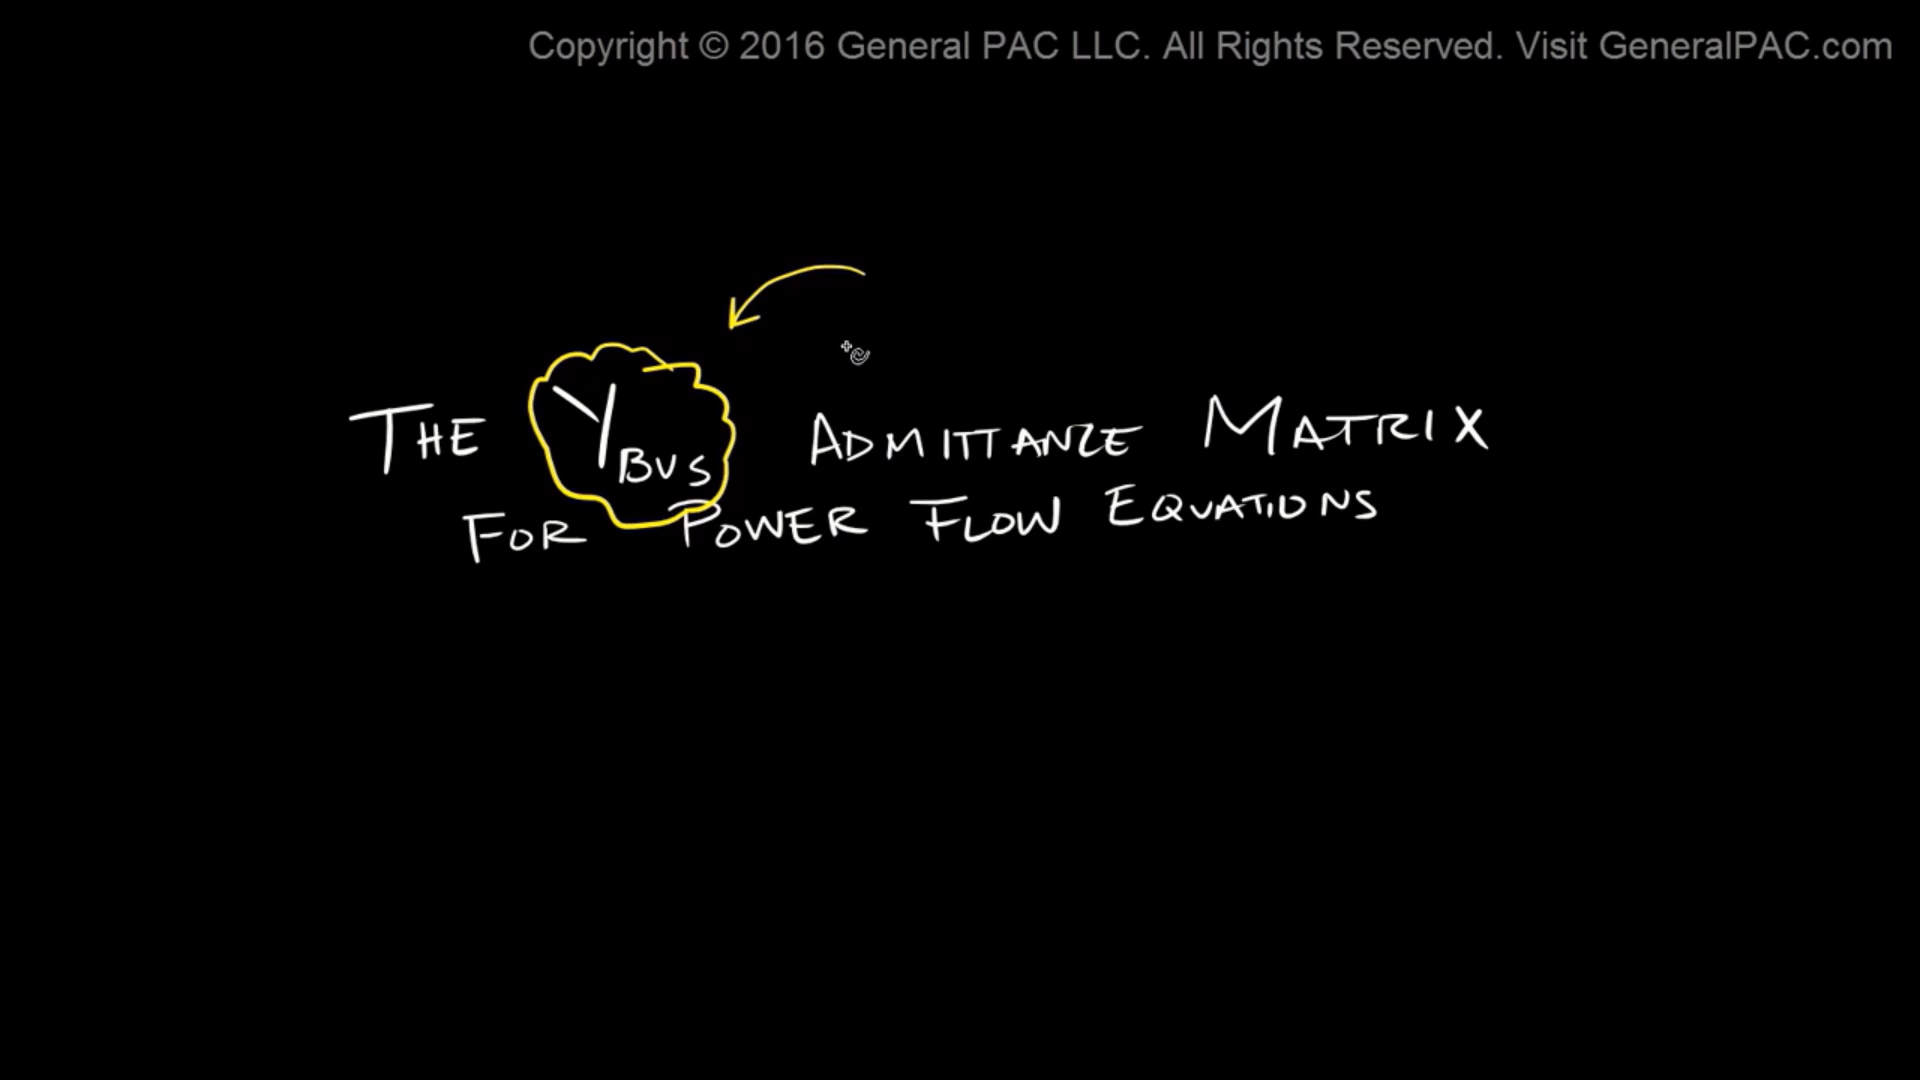 Copyright © 2016 General PAC LLC. All Rights Reserved. Visit GeneralPAC.com
THE YBUS ADMITTANCE MATRIX
FOR POWER FLOW EQUATIONS